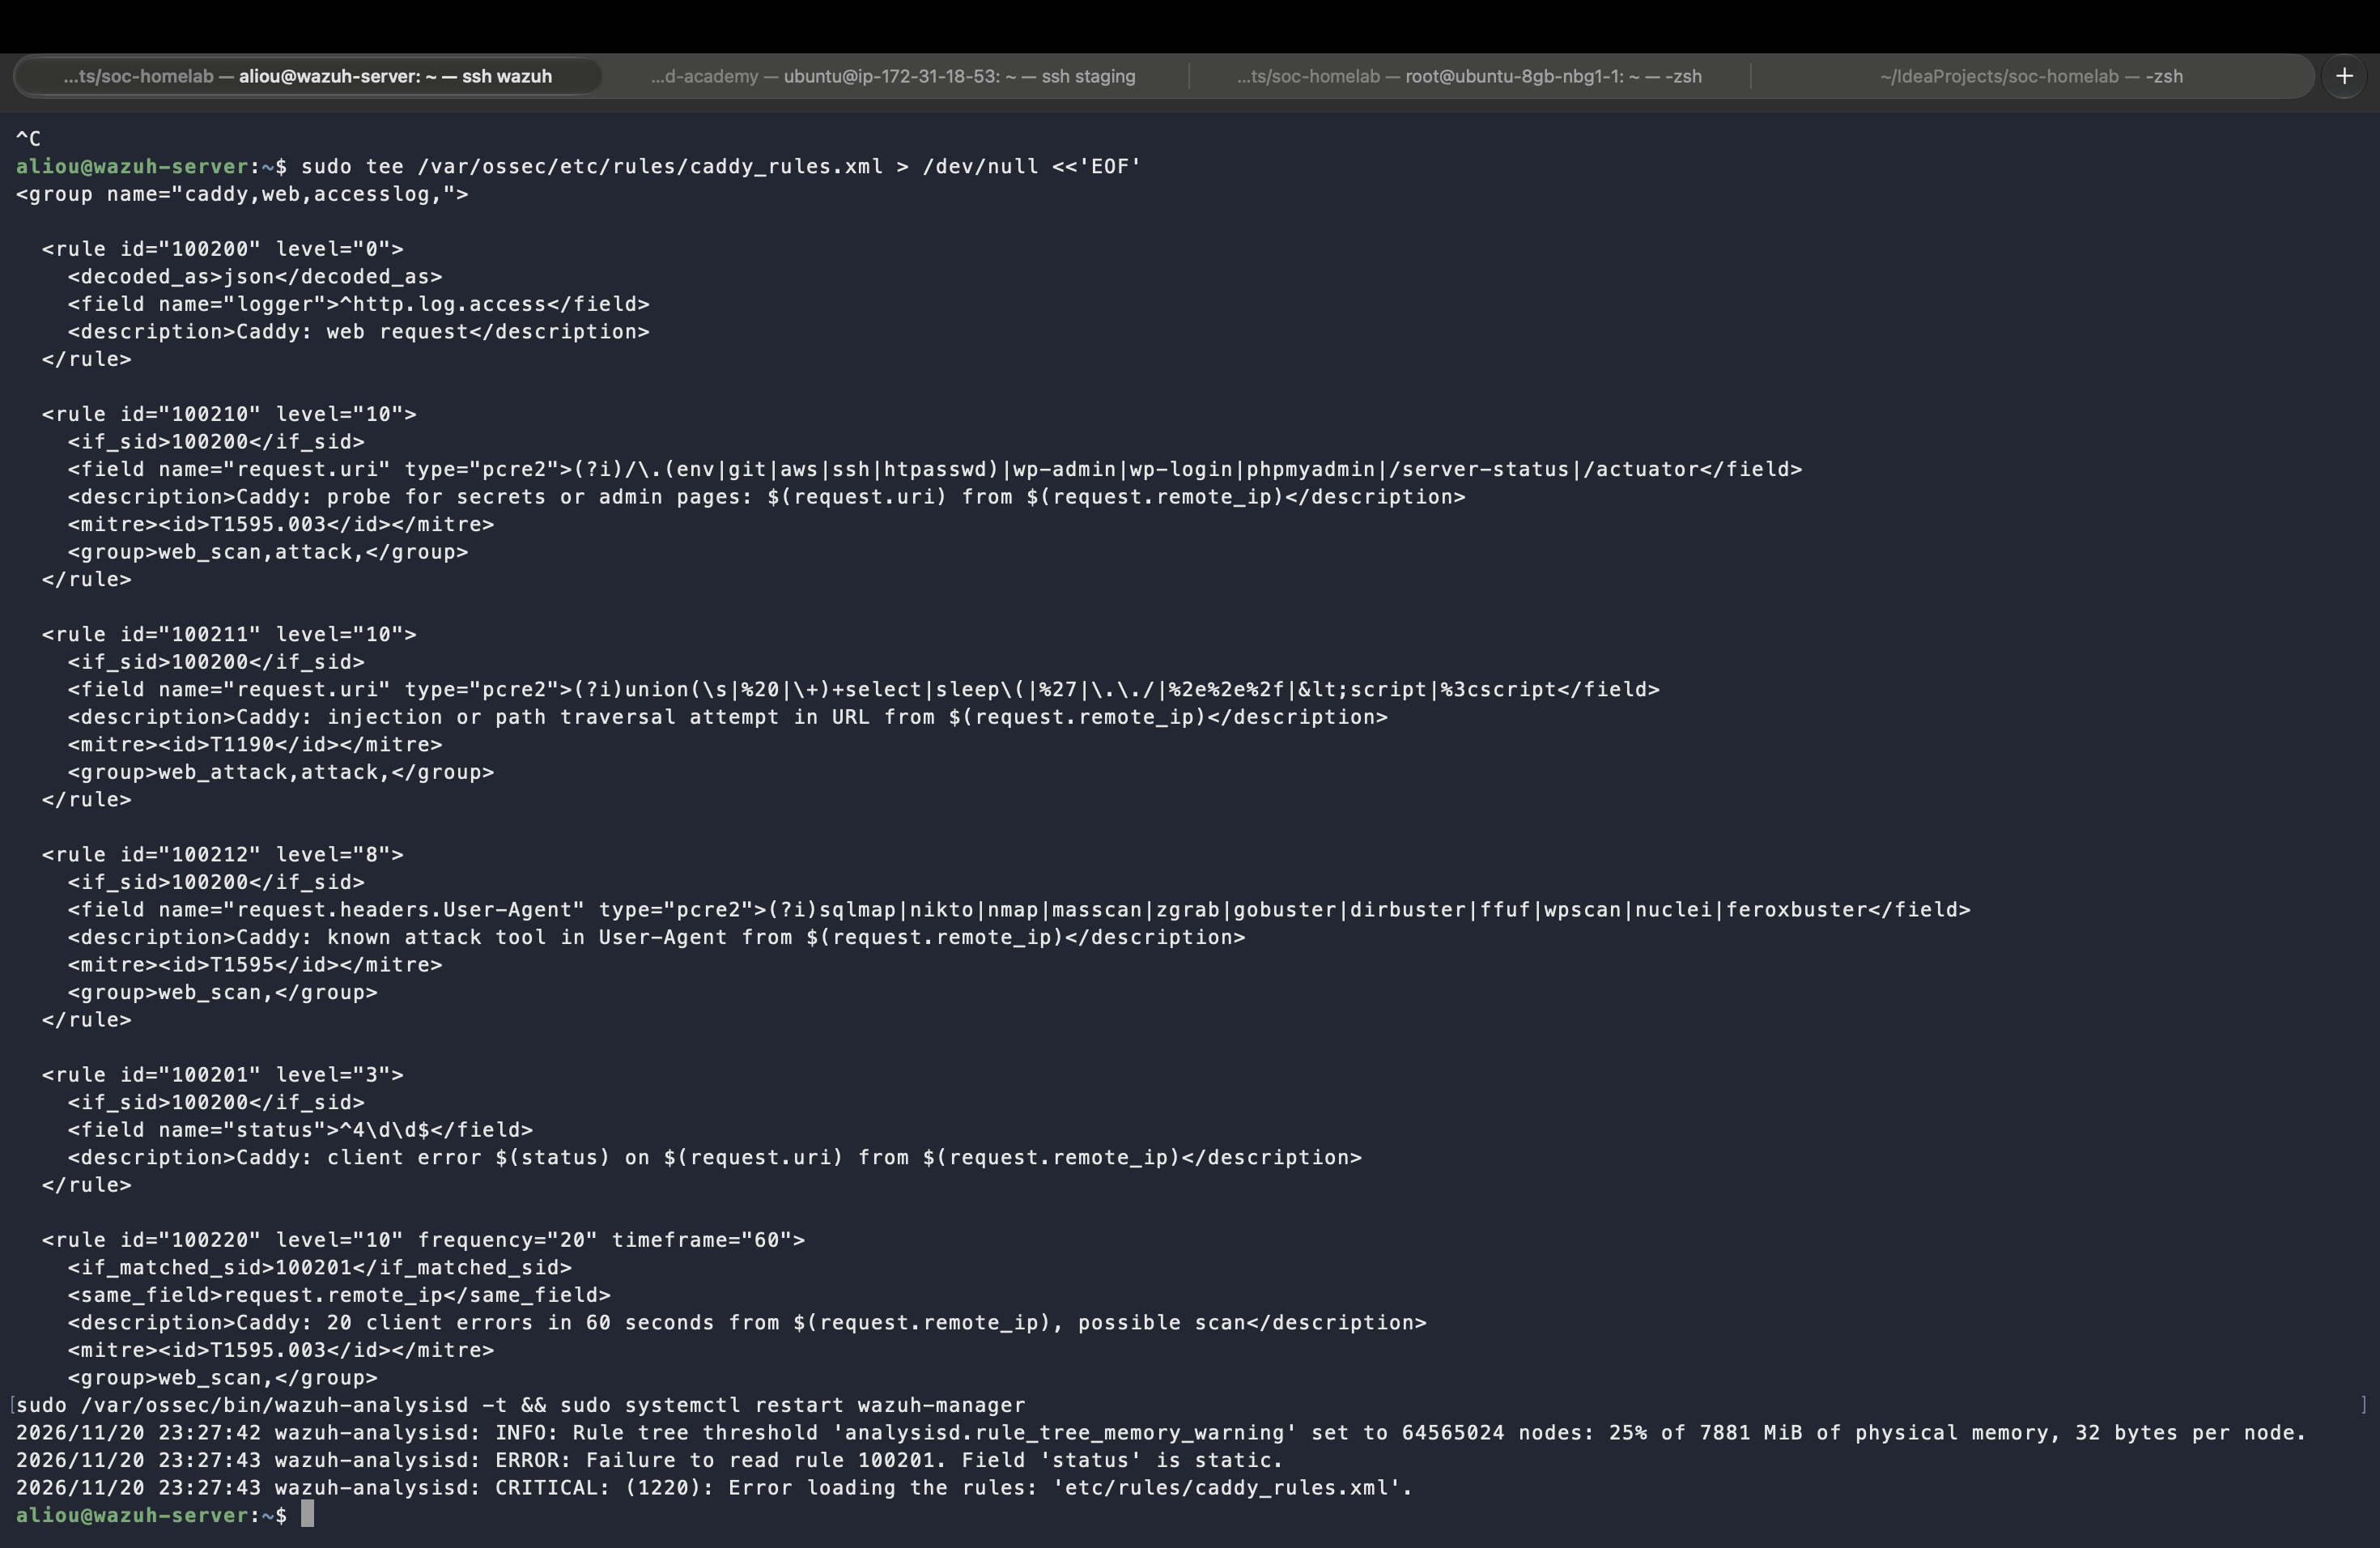 ...ts/soc-homelab — aliou@wazuh-server: ~ — ssh wazuh
...d-academy — ubuntu@ip-172-31-18-53: ~ — ssh staging
...ts/soc-homelab — root@ubuntu-8gb-nbg1-1: ~ — -zsh
~/IdeaProjects/soc-homelab — -zsh
+
^C
aliou@wazuh-server:~$ sudo tee /var/ossec/etc/rules/caddy_rules.xml > /dev/null <<'EOF'
<group name="caddy,web,accesslog,">

  <rule id="100200" level="0">
    <decoded_as>json</decoded_as>
    <field name="logger">^http.log.access</field>
    <description>Caddy: web request</description>
  </rule>

  <rule id="100210" level="10">
    <if_sid>100200</if_sid>
    <field name="request.uri" type="pcre2">(?i)/\.(env|git|aws|ssh|htpasswd)|wp-admin|wp-login|phpmyadmin|/server-status|/actuator</field>
    <description>Caddy: probe for secrets or admin pages: $(request.uri) from $(request.remote_ip)</description>
    <mitre><id>T1595.003</id></mitre>
    <group>web_scan,attack,</group>
  </rule>

  <rule id="100211" level="10">
    <if_sid>100200</if_sid>
    <field name="request.uri" type="pcre2">(?i)union(\s|%20|\+)+select|sleep\(|%27|\.\./|%2e%2e%2f|&lt;script|%3cscript</field>
    <description>Caddy: injection or path traversal attempt in URL from $(request.remote_ip)</description>
    <mitre><id>T1190</id></mitre>
    <group>web_attack,attack,</group>
  </rule>

  <rule id="100212" level="8">
    <if_sid>100200</if_sid>
    <field name="request.headers.User-Agent" type="pcre2">(?i)sqlmap|nikto|nmap|masscan|zgrab|gobuster|dirbuster|ffuf|wpscan|nuclei|feroxbuster</field>
    <description>Caddy: known attack tool in User-Agent from $(request.remote_ip)</description>
    <mitre><id>T1595</id></mitre>
    <group>web_scan,</group>
  </rule>

  <rule id="100201" level="3">
    <if_sid>100200</if_sid>
    <field name="status">^4\d\d$</field>
    <description>Caddy: client error $(status) on $(request.uri) from $(request.remote_ip)</description>
  </rule>

  <rule id="100220" level="10" frequency="20" timeframe="60">
    <if_matched_sid>100201</if_matched_sid>
    <same_field>request.remote_ip</same_field>
    <description>Caddy: 20 client errors in 60 seconds from $(request.remote_ip), possible scan</description>
    <mitre><id>T1595.003</id></mitre>
    <group>web_scan,</group>
[sudo /var/ossec/bin/wazuh-analysisd -t && sudo systemctl restart wazuh-manager ]
2026/11/20 23:27:42 wazuh-analysisd: INFO: Rule tree threshold 'analysisd.rule_tree_memory_warning' set to 64565024 nodes: 25% of 7881 MiB of physical memory, 32 bytes per node.
2026/11/20 23:27:43 wazuh-analysisd: ERROR: Failure to read rule 100201. Field 'status' is static.
2026/11/20 23:27:43 wazuh-analysisd: CRITICAL: (1220): Error loading the rules: 'etc/rules/caddy_rules.xml'.
aliou@wazuh-server:~$